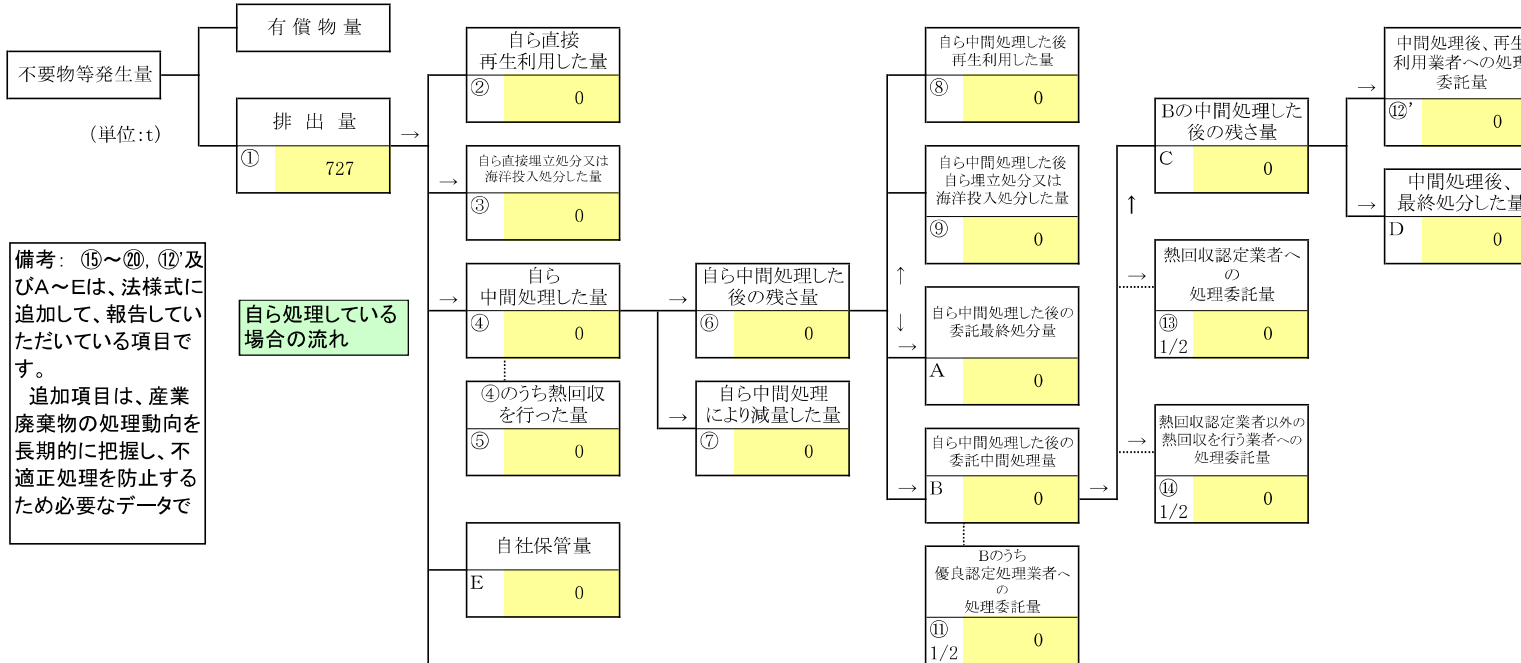 不要物等発生量
(単位:t)
有償物量
排出量
①
727
→
備考： ⑮～⑳, ⑫'及
びA～Eは、法様式に
追加して、報告してい
ただいている項目で
す。
追加項目は、産業
廃棄物の処理動向を
長期的に把握し、不
適正処理を防止する
ため必要なデータで
自ら処理している
場合の流れ
自ら直接
再生利用した量
②
0
→
自ら直接埋立処分又は
海洋投入処分した量
③
0
→
自ら
中間処理した量
④
0
④のうち熱回収
を行った量
⑤
0
自社保管量
E
0
→
自ら中間処理した
後の残さ量
⑥
0
→
自ら中間処理
により減量した量
⑦
0
自ら中間処理した後
再生利用した量
⑧
0
自ら中間処理した後
自ら埋立処分又は
海洋投入処分した量
⑨
0
↑
↓
→
自ら中間処理した後の
委託最終処分量
A
0
→
自ら中間処理した後の
委託中間処理量
B
0
→
Bのうち
優良認定処理業者へ
の
処理委託量
⑪
1/2
0
↑
Bの中間処理した
後の残さ量
C
0
→
熱回収認定業者へ
の
処理委託量
⑬
1/2
0
→
熱回収認定業者以外の
熱回収を行う業者への
処理委託量
⑭
1/2
0
→
中間処理後、再生
利用業者への処理
委託量
⑫'
0
→
中間処理後、
最終処分した量
D
0